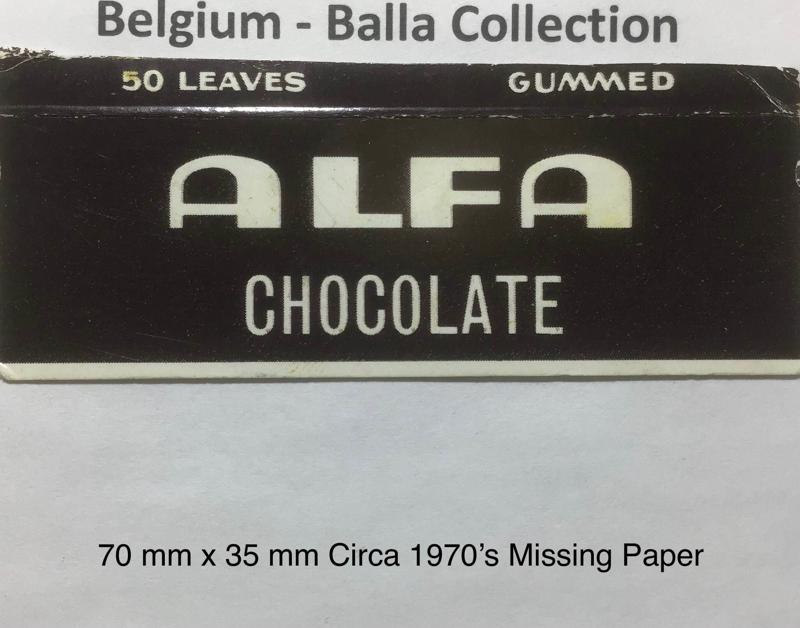 Belgium - Balla Collection
50 LEAVES GUMMED
ALFA
CHOCOLATE
70 mm x 35 mm Circa 1970’s Missing Paper